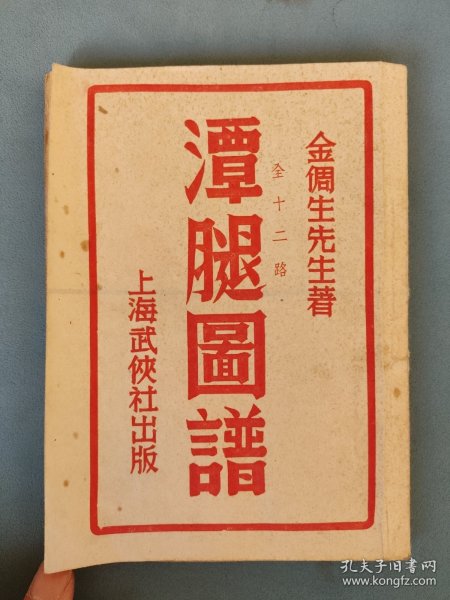 金倜生先生著
全十二路
潭腿圖譜
上海武俠社出版
孔夫子旧书网
www.kongfz.com